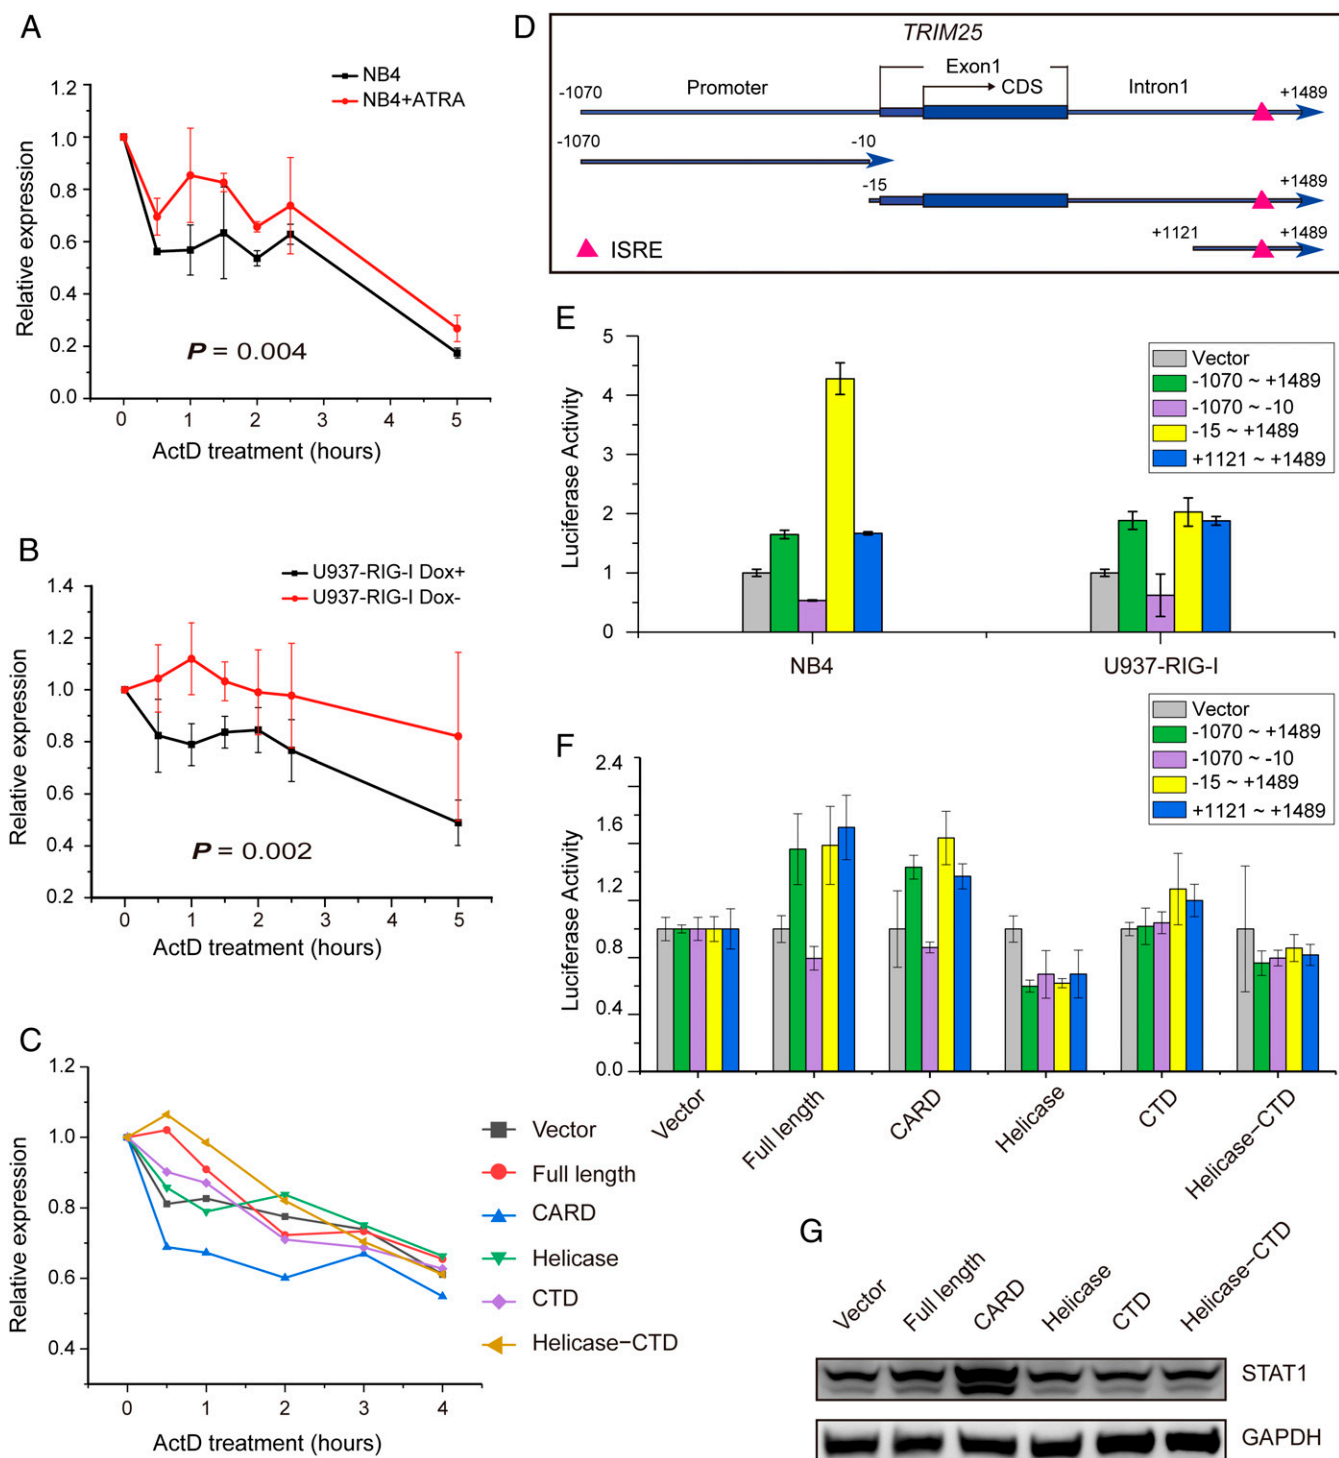 A
NB4
NB4+ATRA
1.2
1.0
0.8
0.6
0.4
0.2
0.0
Relative expression
P = 0.004
0 1 2 3 4 5
ActD treatment (hours)
B
U937-RIG-I Dox+
U937-RIG-I Dox-
1.4
1.2
1.0
0.8
0.6
0.4
0.2
Relative expression
P = 0.002
0 1 2 3 4 5
ActD treatment (hours)
C
1.2
1.0
0.8
0.6
0.4
Relative expression
0 1 2 3 4
ActD treatment (hours)
Vector
Full length
CARD
Helicase
CTD
Helicase-CTD
D
TRIM25
Exon1
-1070 Promoter CDS Intron1 +1489
-1070 -10
-15 +1489
+1121 +1489
ISRE
E
5
4
3
2
1
0
Luciferase Activity
Vector
-1070 ~ +1489
-1070 ~ -10
-15 ~ +1489
+1121 ~ +1489
NB4 U937-RIG-I
F
Vector
-1070 ~ +1489
-1070 ~ -10
-15 ~ +1489
+1121 ~ +1489
2.4
1.6
1.2
0.8
0.4
0.0
Luciferase Activity
Vector
Full length
CARD
Helicase
CTD
Helicase-CTD
G
Vector
Full length
CARD
Helicase
CTD
Helicase-CTD
STAT1
GAPDH